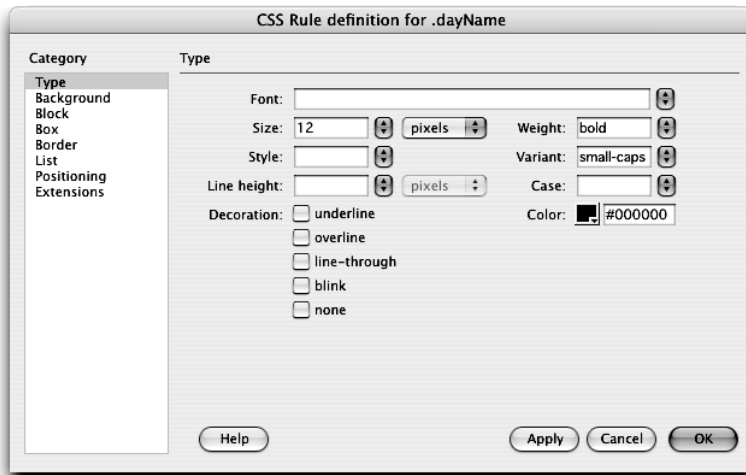 CSS Rule definition for .dayName
Category
Type
Background
Block
Box
Border
List
Positioning
Extensions
Type
Font:
Size: 12 pixels Weight: bold
Style: Variant: small-caps
Line height: pixels Case:
Decoration: underline Color: #000000
overline
line-through
blink
none
Help Apply Cancel OK